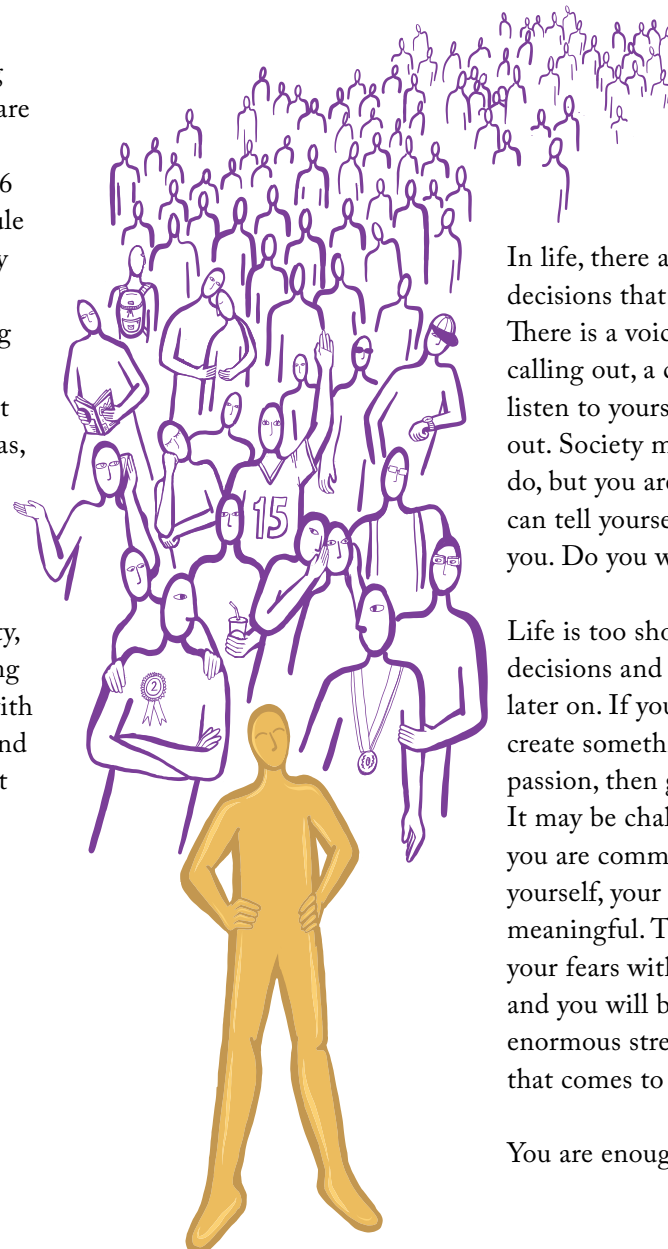 are
6
ule
y
ng
t
as,
ty,
ng
ith
nd
t
15
2
In life, there a
decisions that
There is a voic
calling out, a c
listen to yours
out. Society m
do, but you are
can tell yourse
you. Do you w
Life is too sho
decisions and
later on. If you
create someth
passion, then g
It may be chal
you are comm
yourself, your
meaningful. T
your fears with
and you will b
enormous stre
that comes to
You are enoug